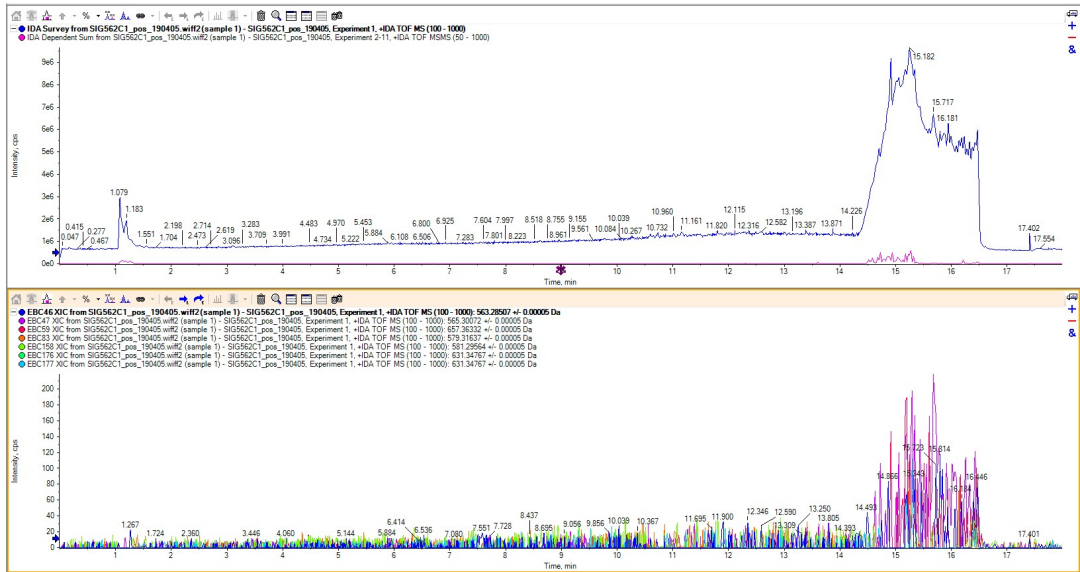 IDA Survey from SIG562C1_pos_190405.wiff2 (sample 1) - SIG562C1_pos_190405, Experiment 1, +IDA TOF MS (100 - 1000)
IDA Dependent Sum from SIG562C1_pos_190405.wiff2 (sample 1) - SIG562C1_pos_190405, Experiment 2-11, +IDA TOF MSMS (50 - 1000)
Intensity, cps
9e6
8e6
7e6
6e6
5e6
4e6
3e6
2e6
1e6
0e0
0.047 0.415 0.277 0.467 1.079 1.183 1.551 1.704 2.198 2.473 2.714 2.619 3.096 3.283 3.709 3.991 4.483 4.734 4.970 5.222 5.453 5.884 6.108 6.506 6.800 6.925 7.283 7.604 7.801 7.997 8.223 8.518 8.755 8.961 9.155 9.561 10.039 10.084 10.267 10.732 10.960 11.161 11.820 12.115 12.316 12.582 13.196 13.387 13.871 14.226 15.182 15.717 16.181 17.402 17.554
1 2 3 4 5 6 7 8 9 10 11 12 13 14 15 16 17
Time, min
EBC46 XIC from SIG562C1_pos_190405.wiff2 (sample 1) - SIG562C1_pos_190405, Experiment 1, +IDA TOF MS (100 - 1000): 563.28507 +/- 0.00005 Da
EBC47 XIC from SIG562C1_pos_190405.wiff2 (sample 1) - SIG562C1_pos_190405, Experiment 1, +IDA TOF MS (100 - 1000): 565.30072 +/- 0.00005 Da
EBC59 XIC from SIG562C1_pos_190405.wiff2 (sample 1) - SIG562C1_pos_190405, Experiment 1, +IDA TOF MS (100 - 1000): 657.36332 +/- 0.00005 Da
EBC83 XIC from SIG562C1_pos_190405.wiff2 (sample 1) - SIG562C1_pos_190405, Experiment 1, +IDA TOF MS (100 - 1000): 579.31637 +/- 0.00005 Da
EBC158 XIC from SIG562C1_pos_190405.wiff2 (sample 1) - SIG562C1_pos_190405, Experiment 1, +IDA TOF MS (100 - 1000): 581.29564 +/- 0.00005 Da
EBC176 XIC from SIG562C1_pos_190405.wiff2 (sample 1) - SIG562C1_pos_190405, Experiment 1, +IDA TOF MS (100 - 1000): 631.34767 +/- 0.00005 Da
EBC177 XIC from SIG562C1_pos_190405.wiff2 (sample 1) - SIG562C1_pos_190405, Experiment 1, +IDA TOF MS (100 - 1000): 631.34767 +/- 0.00005 Da
Intensity, cps
200
180
160
140
120
100
80
60
40
20
0
1.267 1.724 2.360 3.446 4.060 5.144 5.884 6.414 6.536 7.080 7.551 7.728 8.437 8.695 9.056 9.856 10.039 10.367 11.695 11.900 12.346 12.590 13.309 13.250 13.805 14.393 14.493 14.866 15.723 15.343 15.814 16.184 16.446 17.401
1 2 3 4 5 6 7 8 9 10 11 12 13 14 15 16 17
Time, min